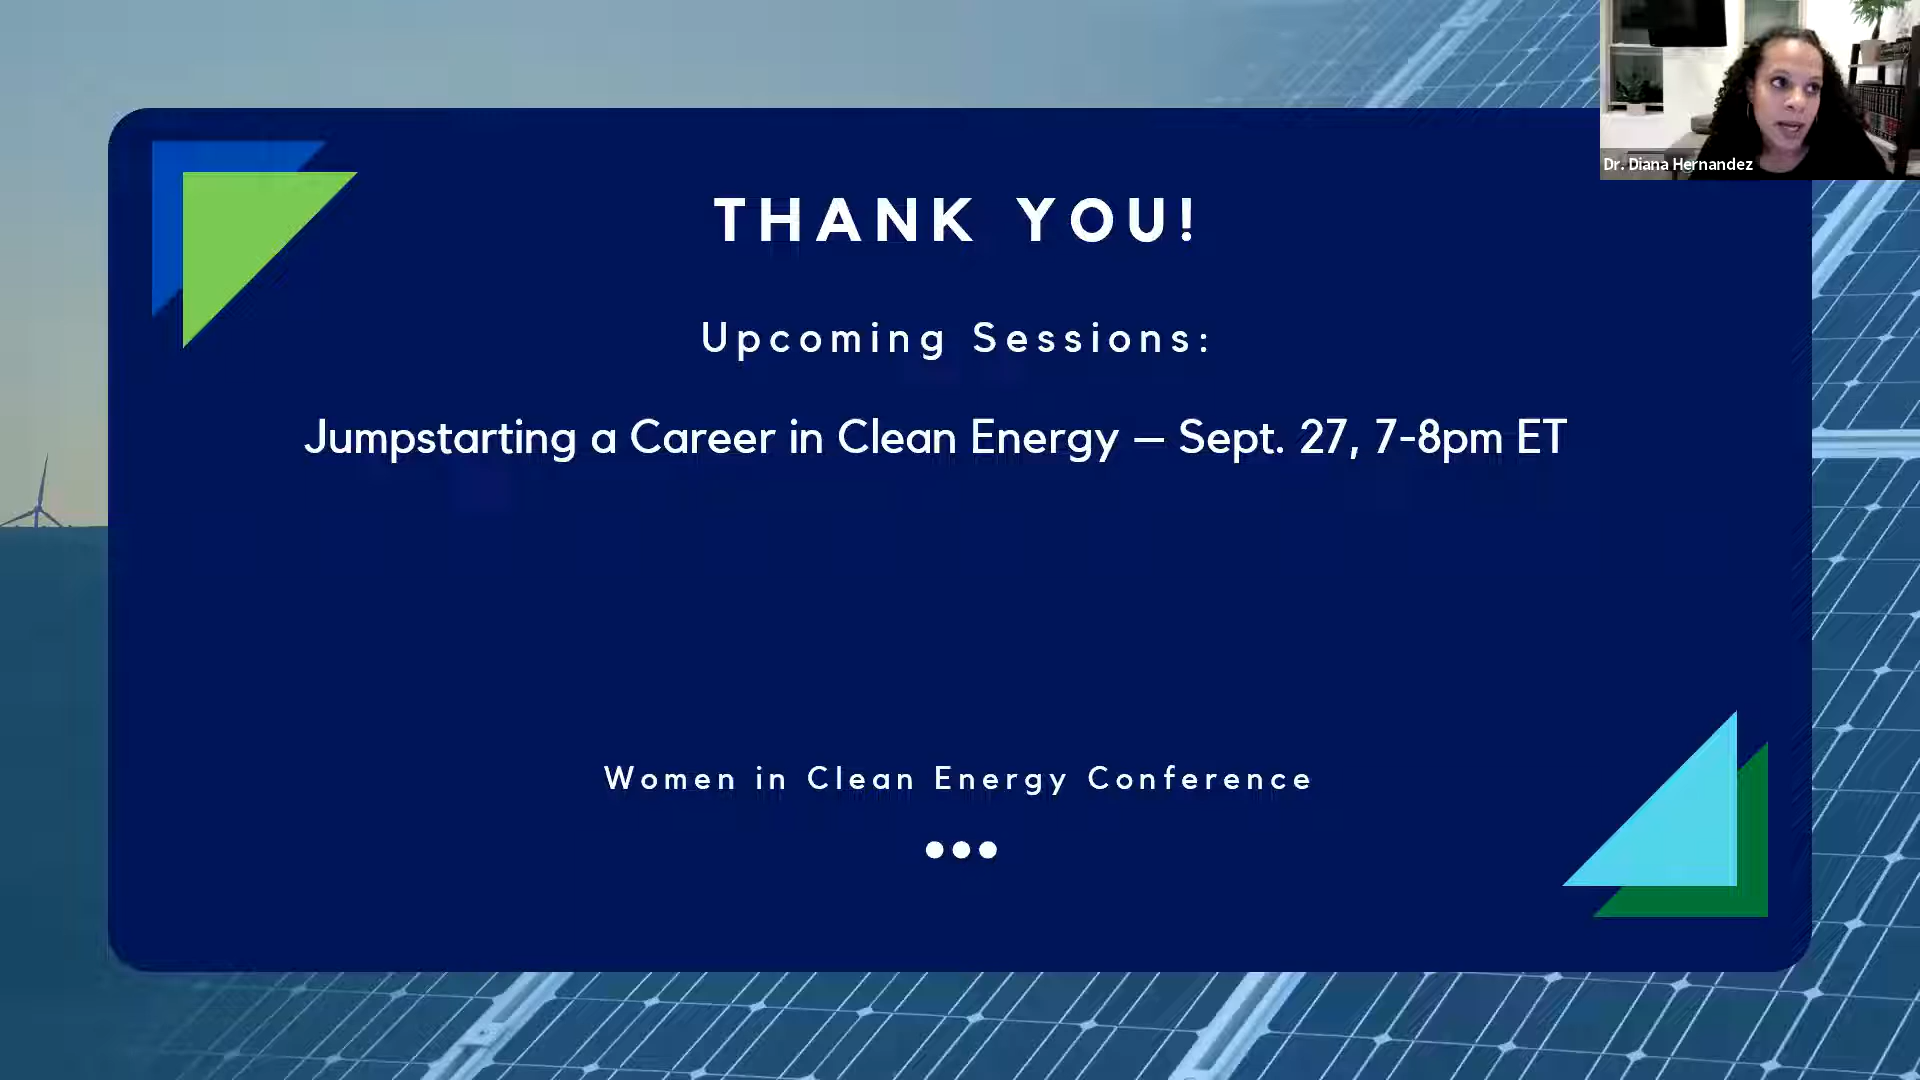 Dr. Diana Hernandez
THANK YOU!
Upcoming Sessions:
Jumpstarting a Career in Clean Energy – Sept. 27, 7-8pm ET
Women in Clean Energy Conference